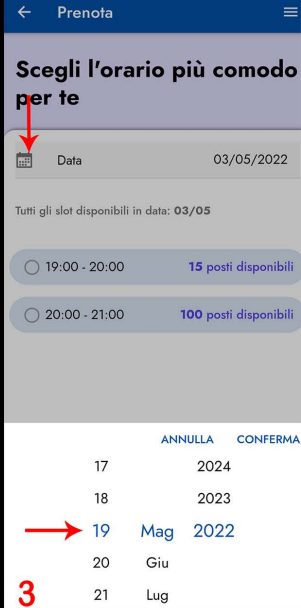 Prenota
Scegli l'orario più comodo
per te
Data 03/05/2022
Tutti gli slot disponibili in data: 03/05
19:00 - 20:00 15 posti disponibili
20:00 - 21:00 100 posti disponibili
ANNULLA CONFERMA
17 2024
18 2023
19 Mag 2022
20 Giu
21 Lug
3